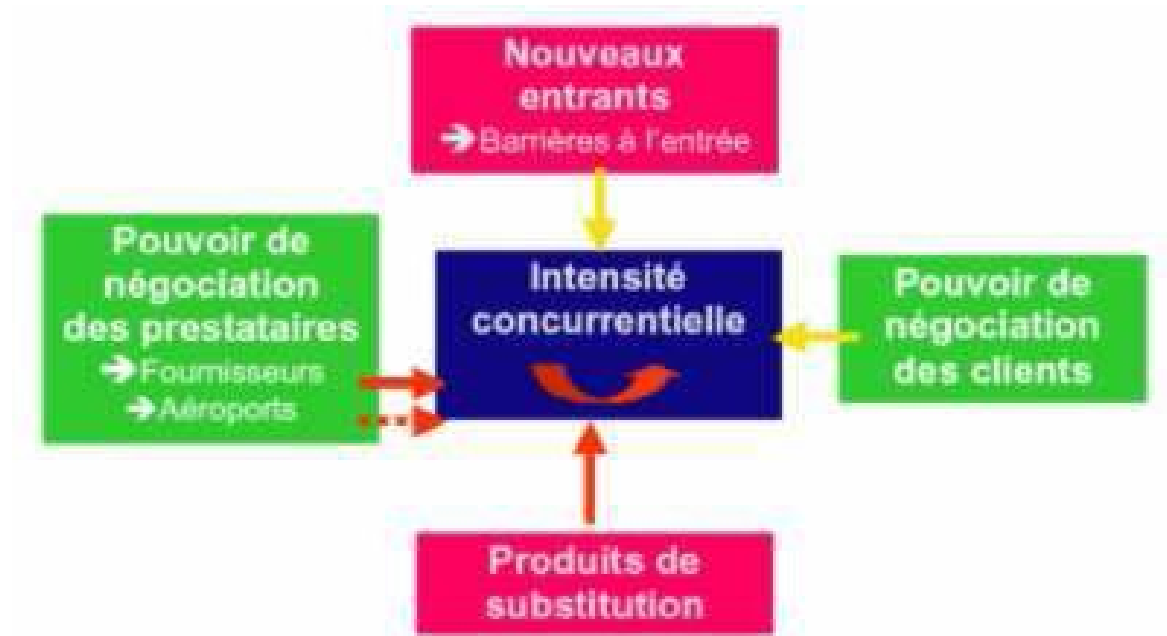 Nouveaux
entrants
➔Barrières à l'entrée
Pouvoir de
négociation
des prestataires
➔Fournisseurs
➔Aéroports
Intensité
concurrentielle
Pouvoir de
négociation
des clients
Produits de
substitution